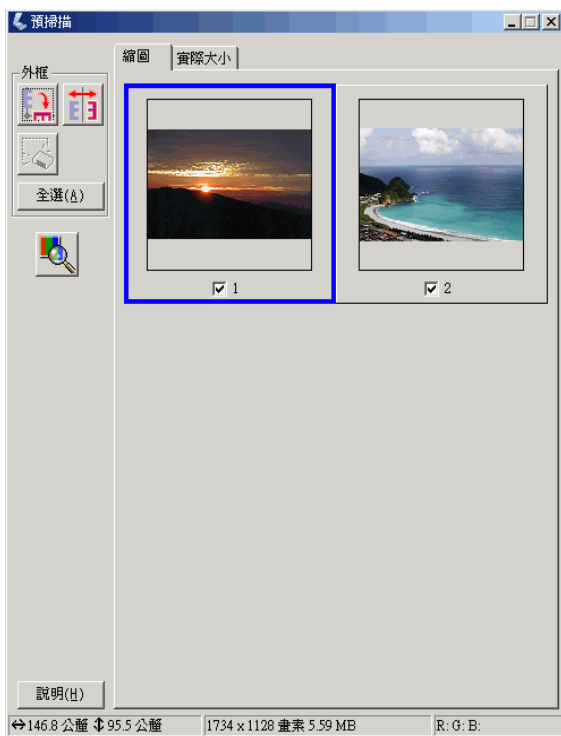 預掃描
縮圖
實際大小
外框
全選(A)
1
2
說明(H)
146.8 公釐 95.5 公釐
1734 x 1128 畫素 5.59 MB
R: G: B: